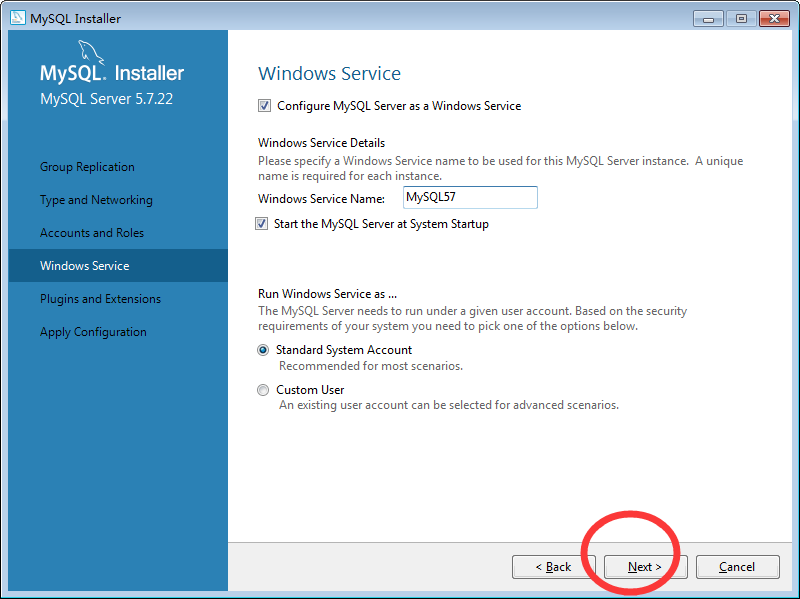 MySQL Installer
MySQL. Installer
MySQL Server 5.7.22
Group Replication
Type and Networking
Accounts and Roles
Windows Service
Plugins and Extensions
Apply Configuration
Windows Service
Configure MySQL Server as a Windows Service
Windows Service Details
Please specify a Windows Service name to be used for this MySQL Server instance. A unique
name is required for each instance.
Windows Service Name: MySQL57
Start the MySQL Server at System Startup
Run Windows Service as ...
The MySQL Server needs to run under a given user account. Based on the security
requirements of your system you need to pick one of the options below.
Standard System Account
Recommended for most scenarios.
Custom User
An existing user account can be selected for advanced scenarios.
< Back Next > Cancel